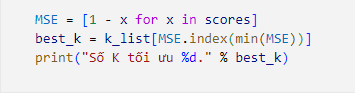 MSE = [1 - x for x in scores]
best_k = k_list[MSE.index(min(MSE))]
print("Số K tối ưu %d." % best_k)